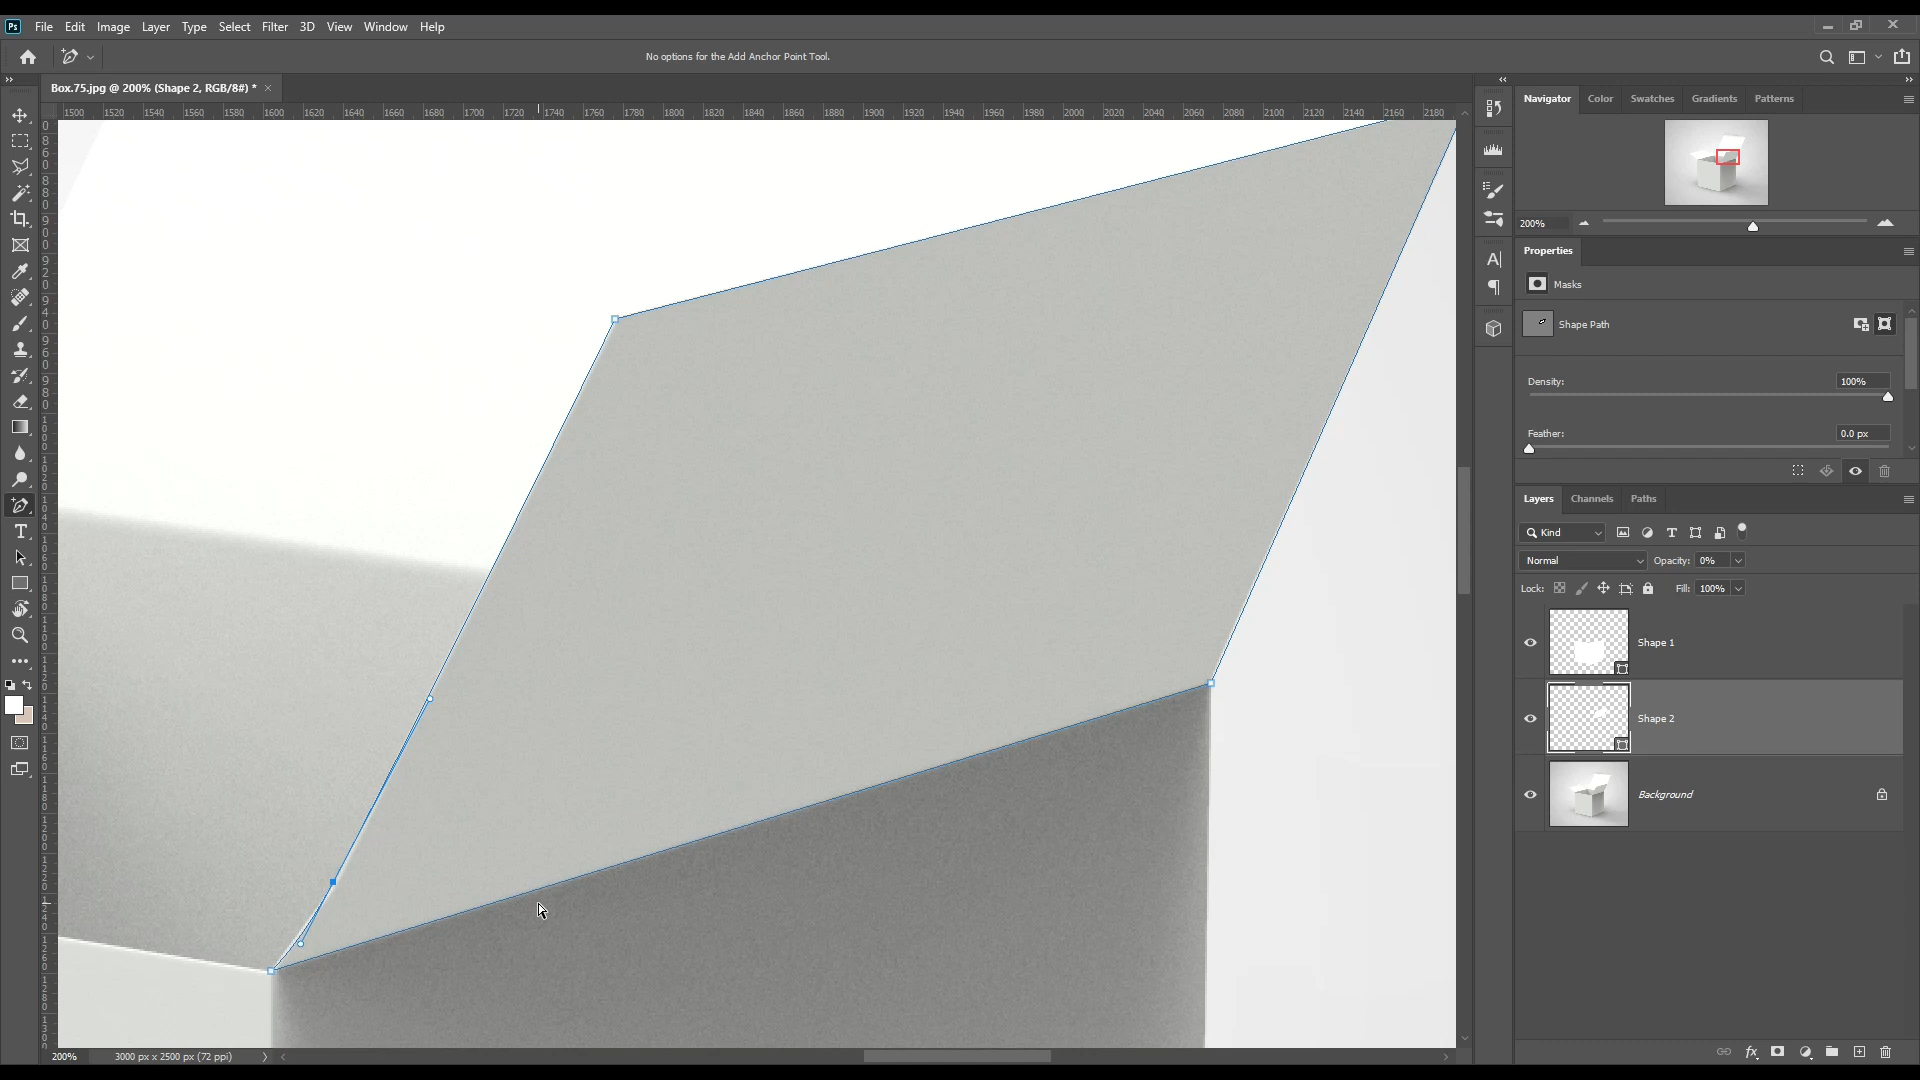 Ps File Edit Image Layer Type Select Filter 3D View Window Help
No options for the Add Anchor Point Tool.
Box.75.jpg @ 200% (Shape 2, RGB/8#) *
1500 1520 1540 1560 1580 1600 1620 1640 1660 1680 1700 1720 1740 1760 1780 1800 1820 1840 1860 1880 1900 1920 1940 1960 1980 2000 2020 2040 2060 2080 2100 2120 2140 2160 2180
Navigator Color Swatches Gradients Patterns
200%
Properties
Masks
Shape Path
Density: 100%
Feather: 0.0 px
Layers Channels Paths
Kind
Normal Opacity: 0%
Lock: Fill: 100%
Shape 1
Shape 2
Background
200% 3000 px x 2500 px (72 ppi)